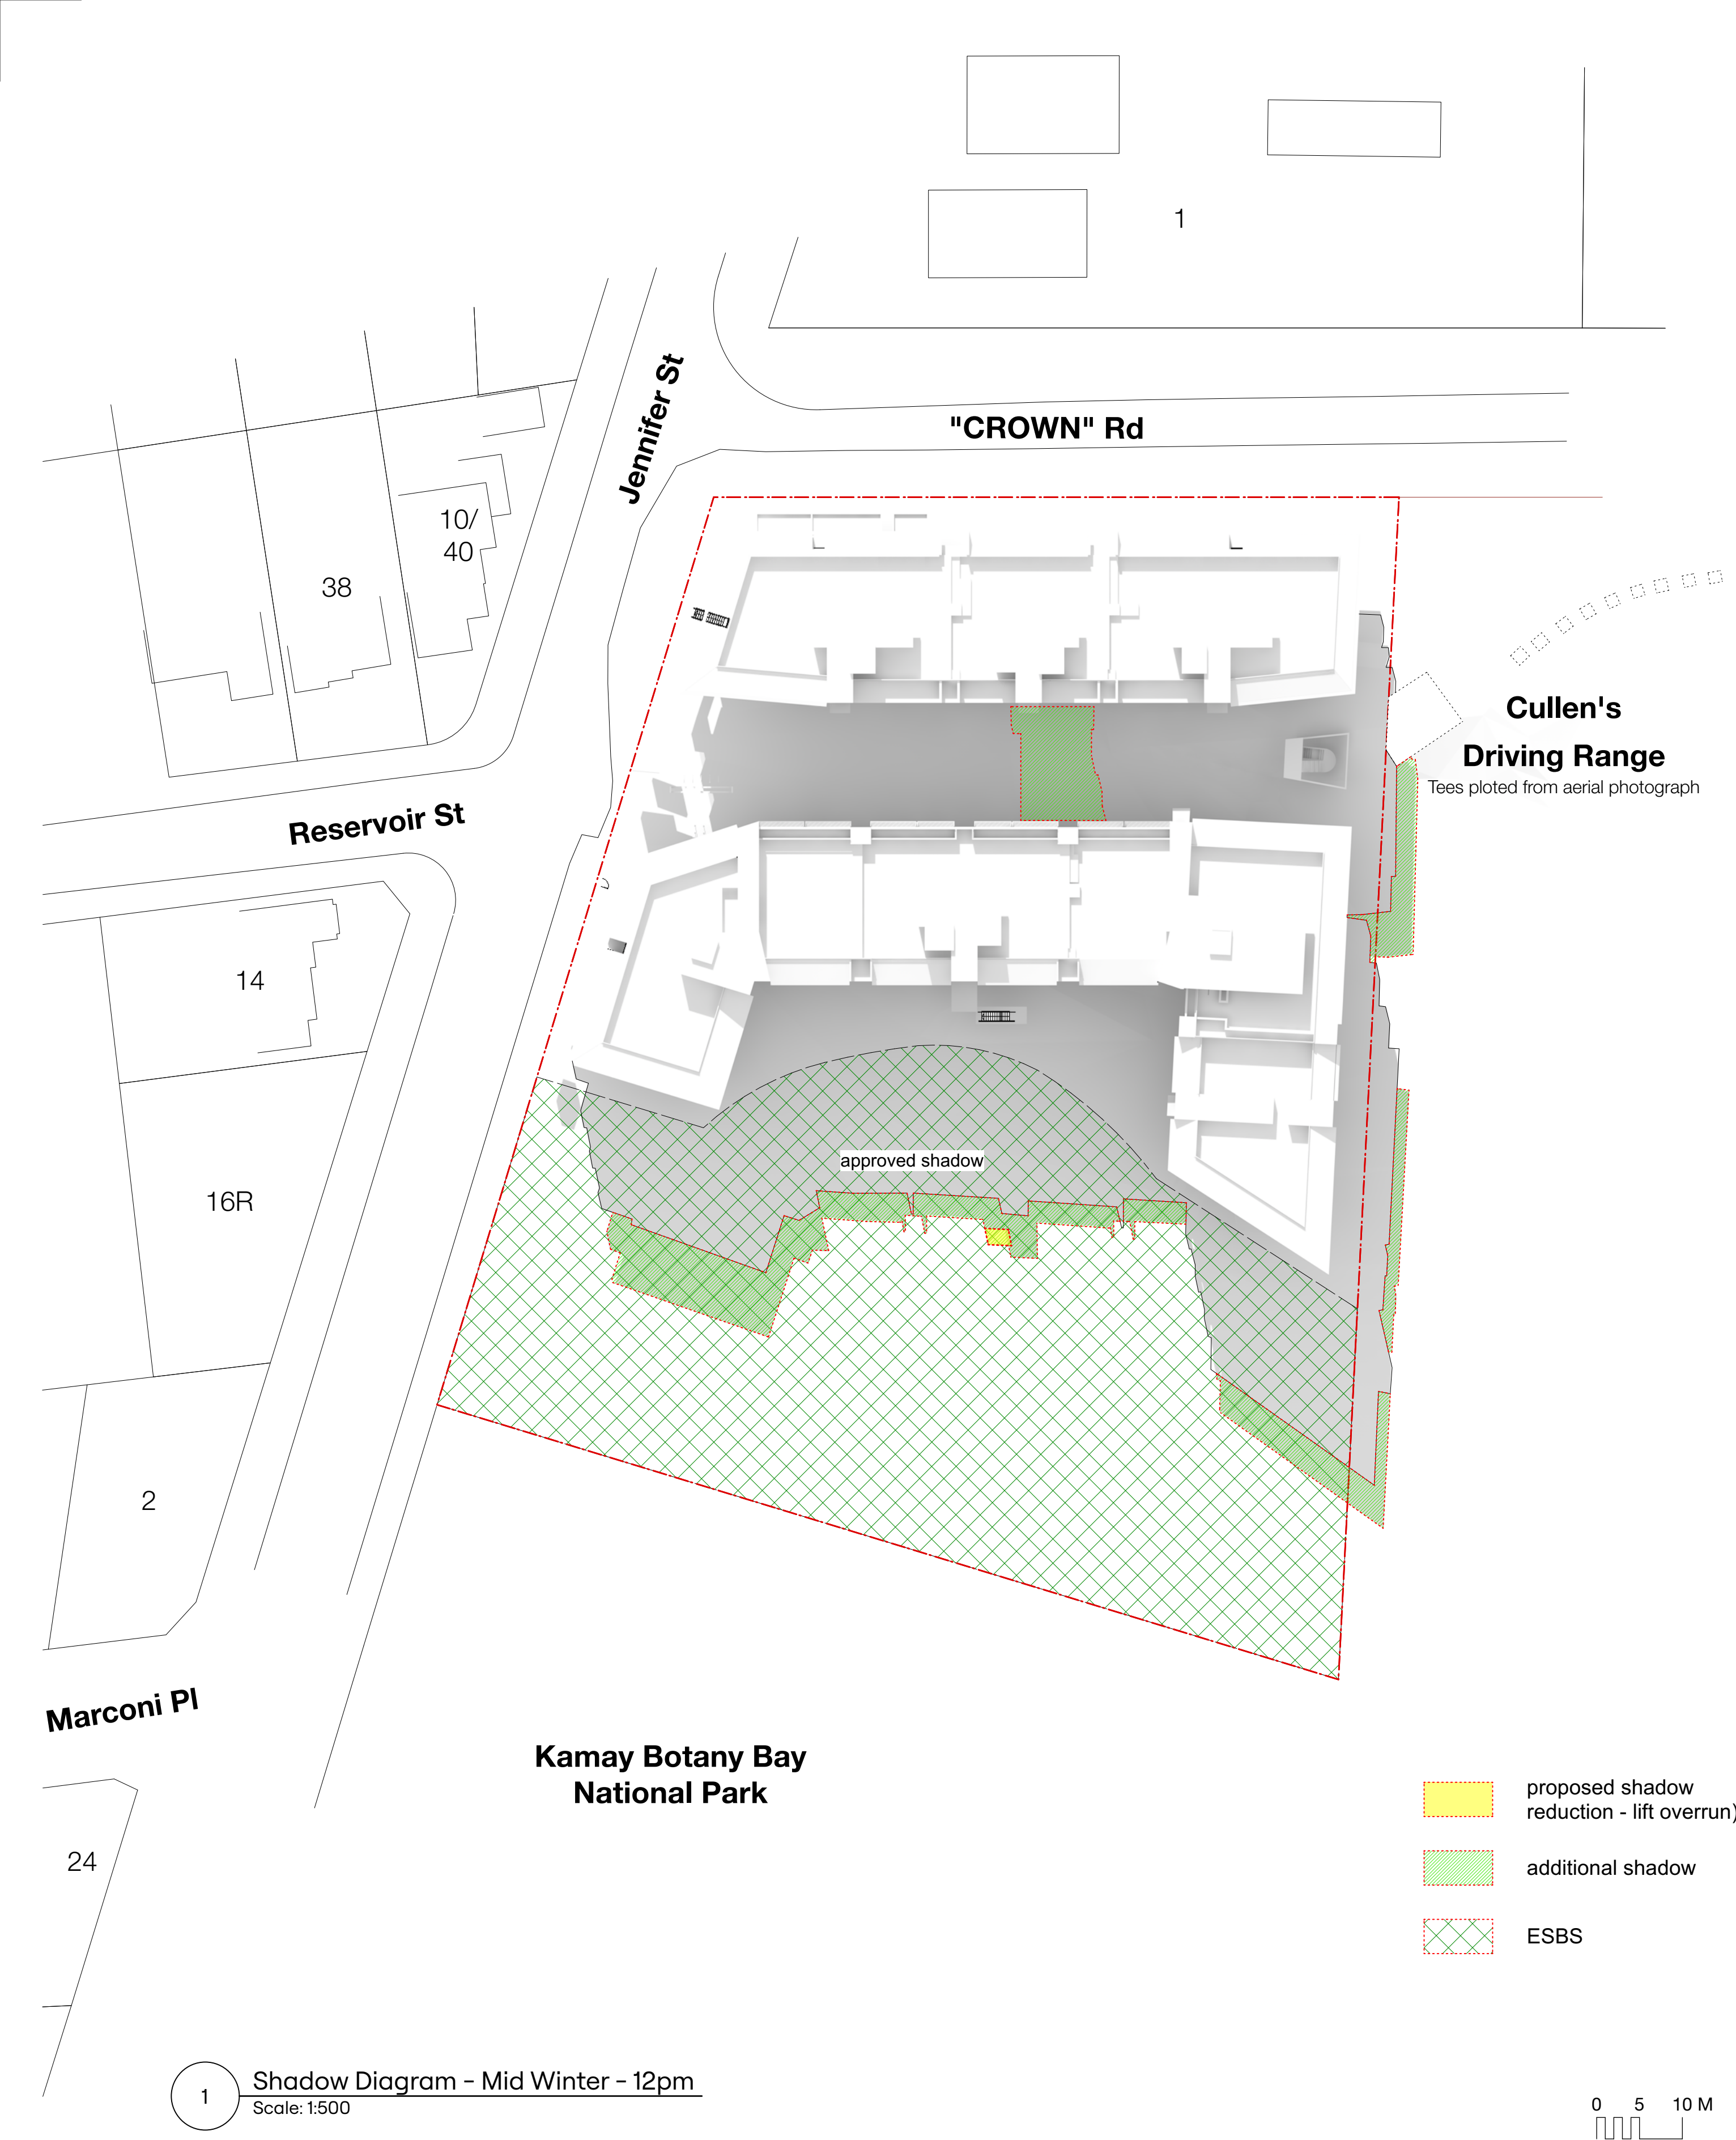 1
Jennifer St
"CROWN" Rd
10/
40
38
Cullen's
Driving Range
Tees ploted from aerial photograph
Reservoir St
14
approved shadow
16R
2
Marconi Pl
Kamay Botany Bay
National Park
proposed shadow
reduction - lift overrun)
24
additional shadow
ESBS
1
Shadow Diagram - Mid Winter - 12pm
Scale: 1:500
0 5 10 M